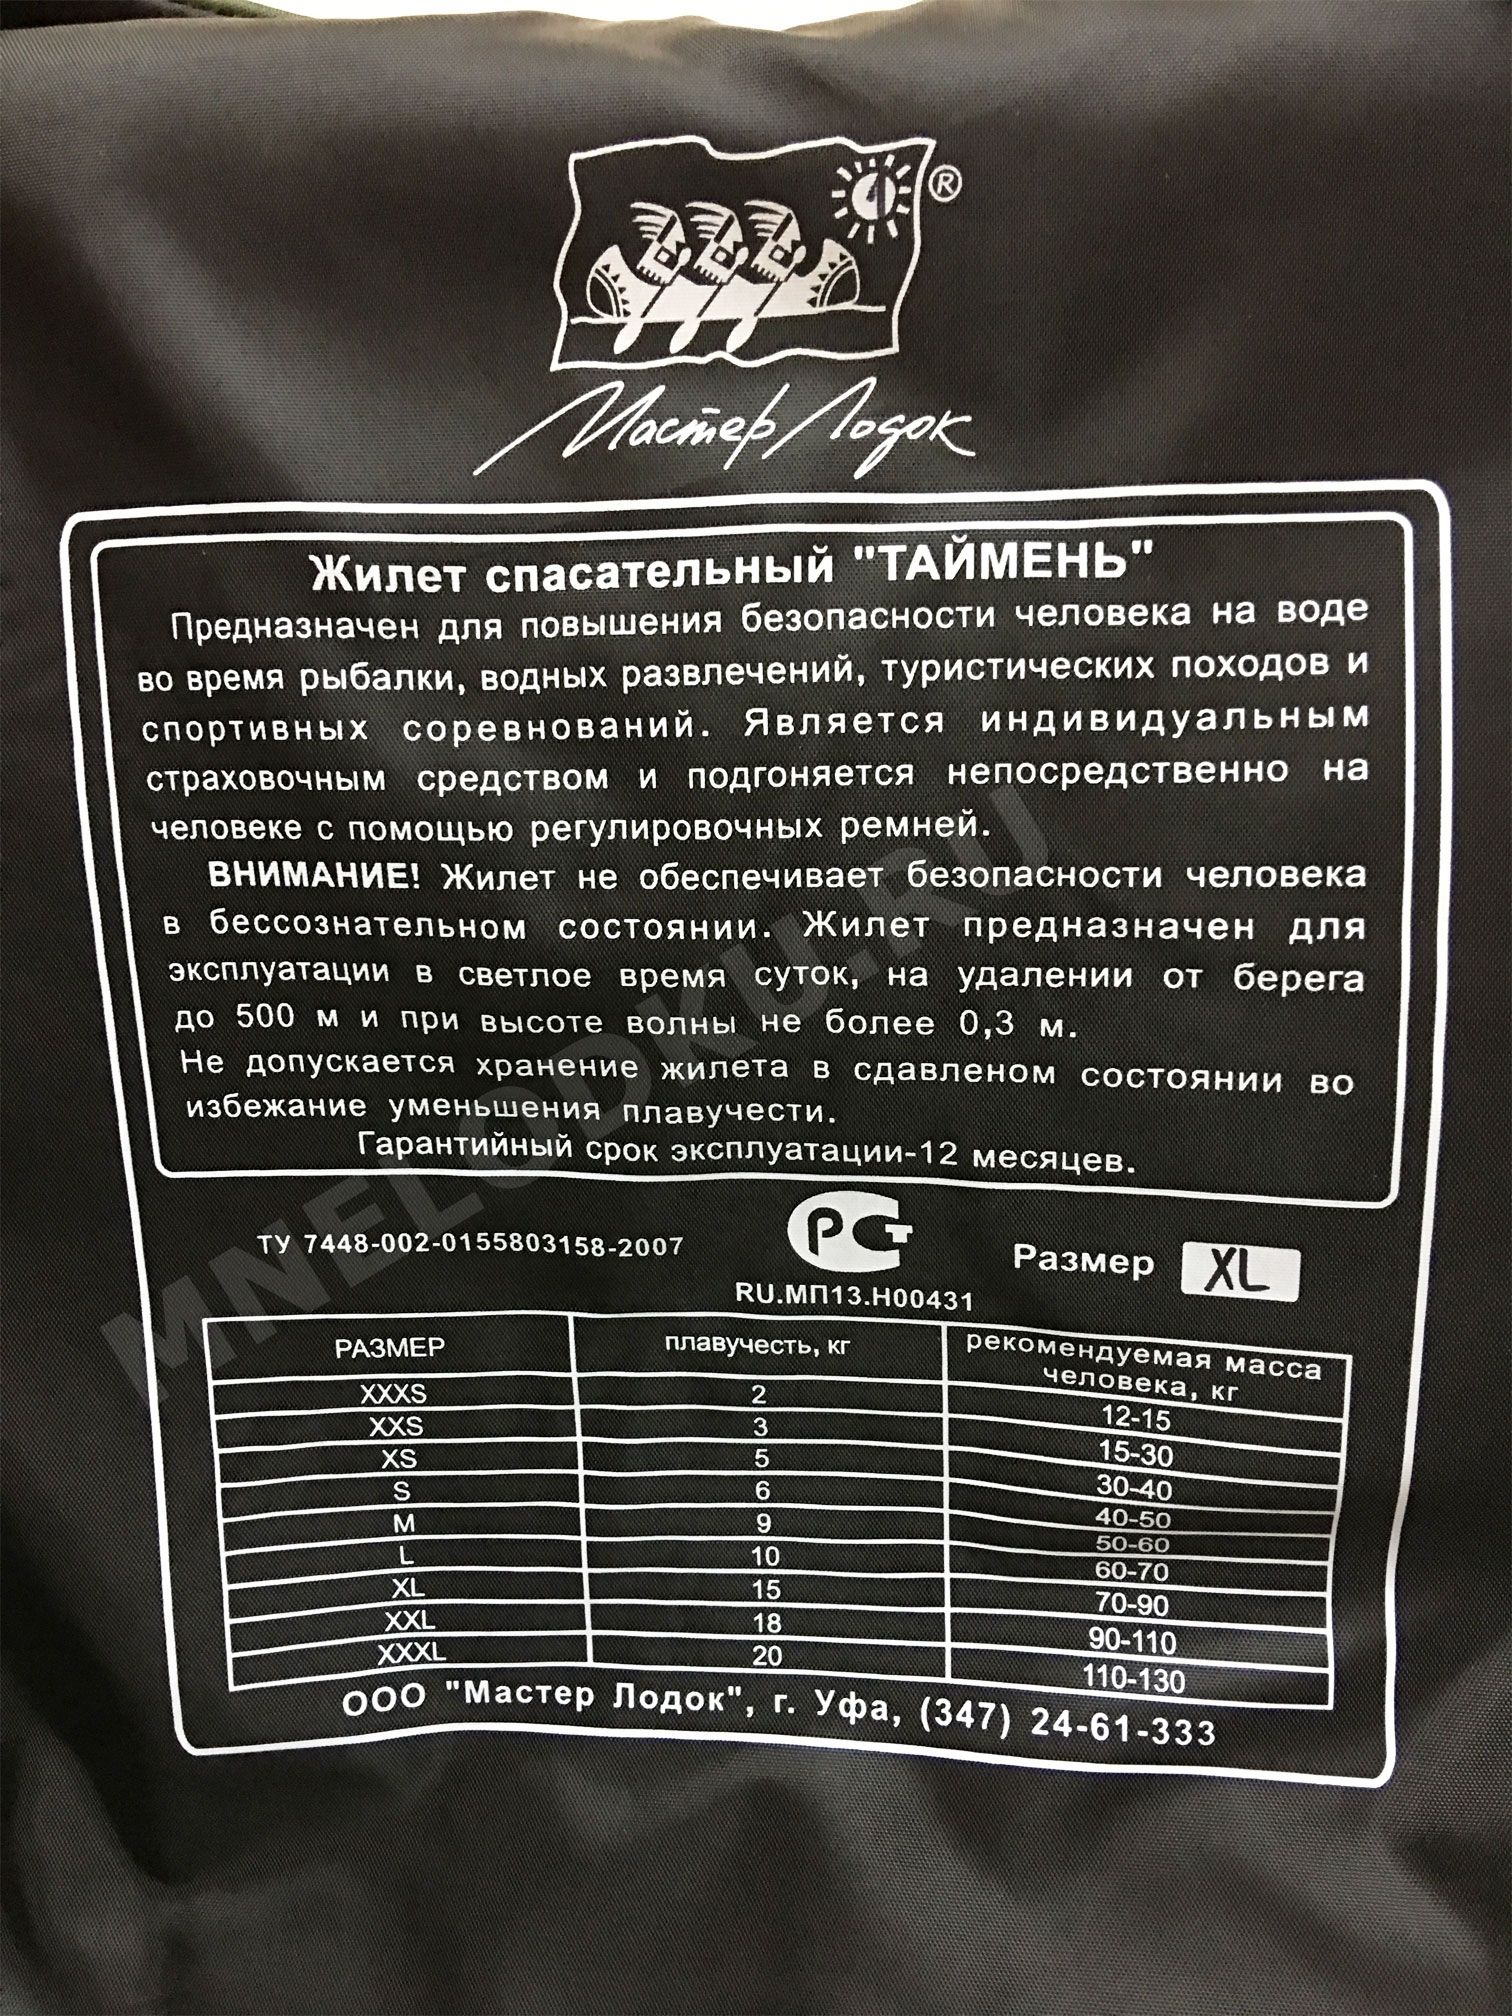 ®
Мастер Лодок
Жилет спасательный "ТАЙМЕНЬ"
Предназначен для повышения безопасности человека на воде
во время рыбалки, водных развлечений, туристических походов и
спортивных соревнований. Является индивидуальным
страховочным средством и подгоняется непосредственно на
человеке с помощью регулировочных ремней.
ВНИМАНИЕ! Жилет не обеспечивает безопасности человека
в бессознательном состоянии. Жилет предназначен для
эксплуатации в светлое время суток, на удалении от берега
до 500 м и при высоте волны не более 0,3 м.
Не допускается хранение жилета в сдавленом состоянии во
избежание уменьшения плавучести.
Гарантийный срок эксплуатации-12 месяцев.
ТУ 7448-002-0155803158-2007
РСТ
RU.МП13.Н00431
Размер XL
РАЗМЕР плавучесть, кг рекомендуемая масса
человека, кг
XXXS 2 12-15
XXS 3 15-30
XS 5 30-40
S 6 40-50
M 9 50-60
L 10 60-70
XL 15 70-90
XXL 18 90-110
XXXL 20 110-130
ООО "Мастер Лодок", г. Уфа, (347) 24-61-333
MNELODKU.RU